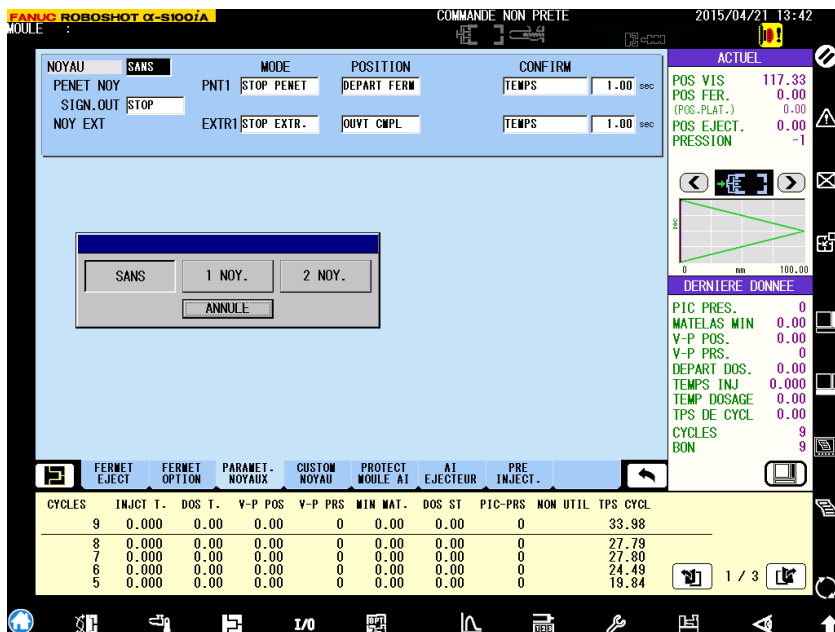 FANUC ROBOSHOT α-S100iA COMMANDE NON PRETE 2015/04/21 13:42
MOULE :
NOYAU SANS MODE POSITION CONFIRM
PENET NOY PNT1 STOP PENET DEPART FERM TEMPS 1.00 sec
SIGN.OUT STOP
NOY EXT EXTR1 STOP EXTR. OUVT CMPL TEMPS 1.00 sec
SANS 1 NOY. 2 NOY.
ANNULE
ACTUEL
POS VIS 117.33
POS FER. 0.00
(POS.PLAT.) 0.00
POS EJECT. 0.00
PRESSION -1
sec
0 mm 100.00
DERNIERE DONNEE
PIC PRES. 0
MATELAS MIN 0.00
V-P POS. 0.00
V-P PRS. 0
DEPART DOS. 0.00
TEMPS INJ 0.000
TEMP DOSAGE 0.00
TPS DE CYCL 0.00
CYCLES 9
BON 9
FERMET EJECT FERMET OPTION PARAMET. NOYAUX CUSTOM NOYAU PROTECT MOULE AI AI EJECTEUR PRE INJECT.
CYCLES INJCT T. DOS T. V-P POS V-P PRS MIN MAT. DOS ST PIC-PRS NON UTIL TPS CYCL
9 0.000 0.00 0.00 0 0.00 0.00 0 33.98
8 0.000 0.00 0.00 0 0.00 0.00 0 27.79
7 0.000 0.00 0.00 0 0.00 0.00 0 27.80
6 0.000 0.00 0.00 0 0.00 0.00 0 24.49
5 0.000 0.00 0.00 0 0.00 0.00 0 19.84
1 / 3
I/O OPT